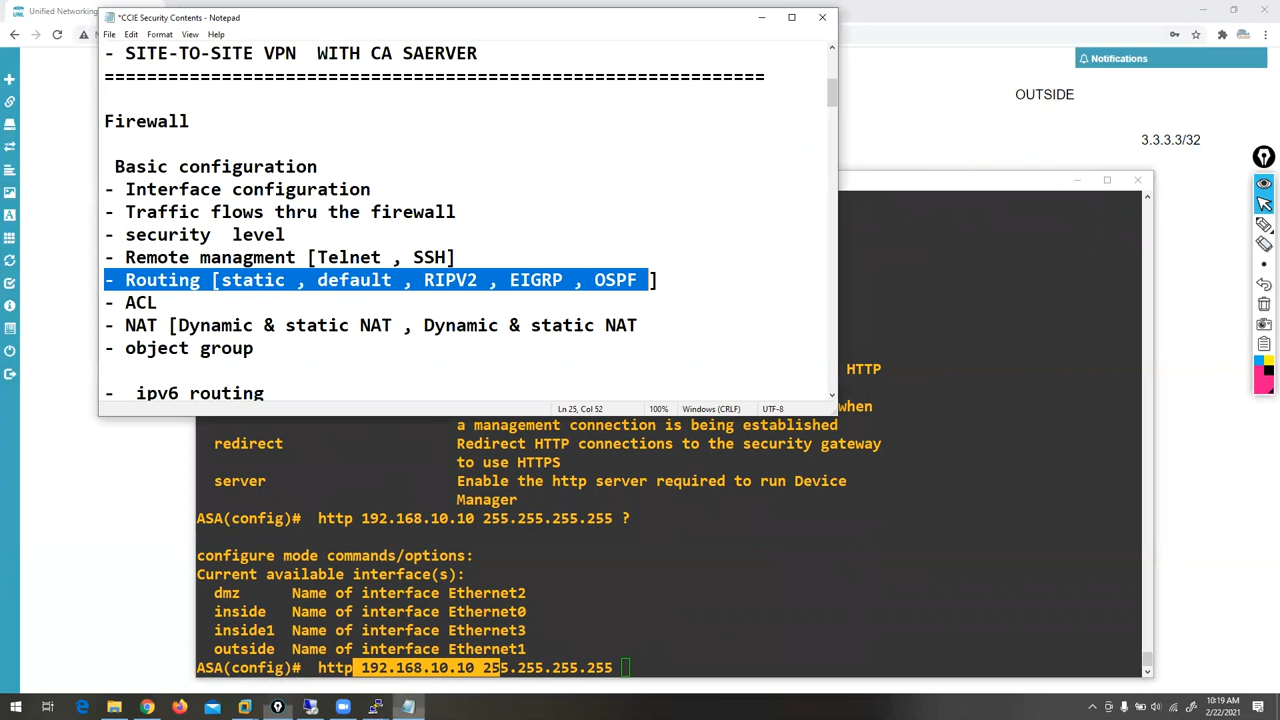 Unified Networking
*CCIE Security Contents - Notepad
File Edit Format View Help
- SITE-TO-SITE VPN WITH CA SAERVER
==============================================================
Firewall
Basic configuration
- Interface configuration
- Traffic flows thru the firewall
- security level
- Remote managment [Telnet , SSH]
- Routing [static , default , RIPV2 , EIGRP , OSPF ]
- ACL
- NAT [Dynamic & static NAT , Dynamic & static NAT
- object group
- ipv6 routing
Ln 25, Col 52 100% Windows (CRLF) UTF-8
Notifications
OUTSIDE
3.3.3.3/32
HTTP
when
a management connection is being established
redirect Redirect HTTP connections to the security gateway
to use HTTPS
server Enable the http server required to run Device
Manager
ASA(config)# http 192.168.10.10 255.255.255.255 ?
configure mode commands/options:
Current available interface(s):
dmz Name of interface Ethernet2
inside Name of interface Ethernet0
inside1 Name of interface Ethernet3
outside Name of interface Ethernet1
ASA(config)# http 192.168.10.10 255.255.255.255
10:19 AM
2/22/2021